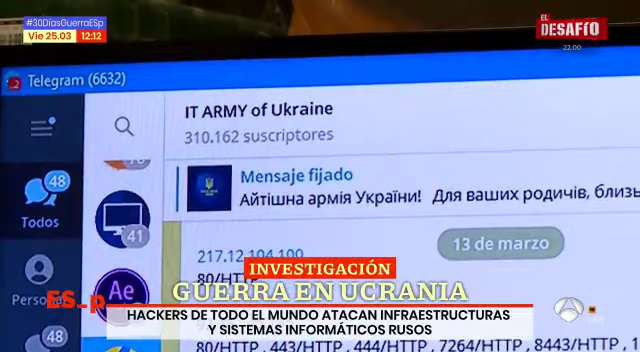 #30DíasGuerraESp
Vie 25.03
12:12
EL
DESAFÍO
22.00
Telegram (6632)
IT ARMY of Ukraine
310.162 suscriptores
48
Todos
41
Ae
48
Mensaje fijado
Айтішна армія України! Для ваших родичів, близь
13 de marzo
217.12.104.100
80/HTTP
INVESTIGACIÓN
GUERRA EN UCRANIA
ES_p
HACKERS DE TODO EL MUNDO ATACAN INFRAESTRUCTURAS
Y SISTEMAS INFORMÁTICOS RUSOS
80/HTTP , 443/HTTP , 444/HTTP , 7264/HTTP , 8443/HTTP , 1